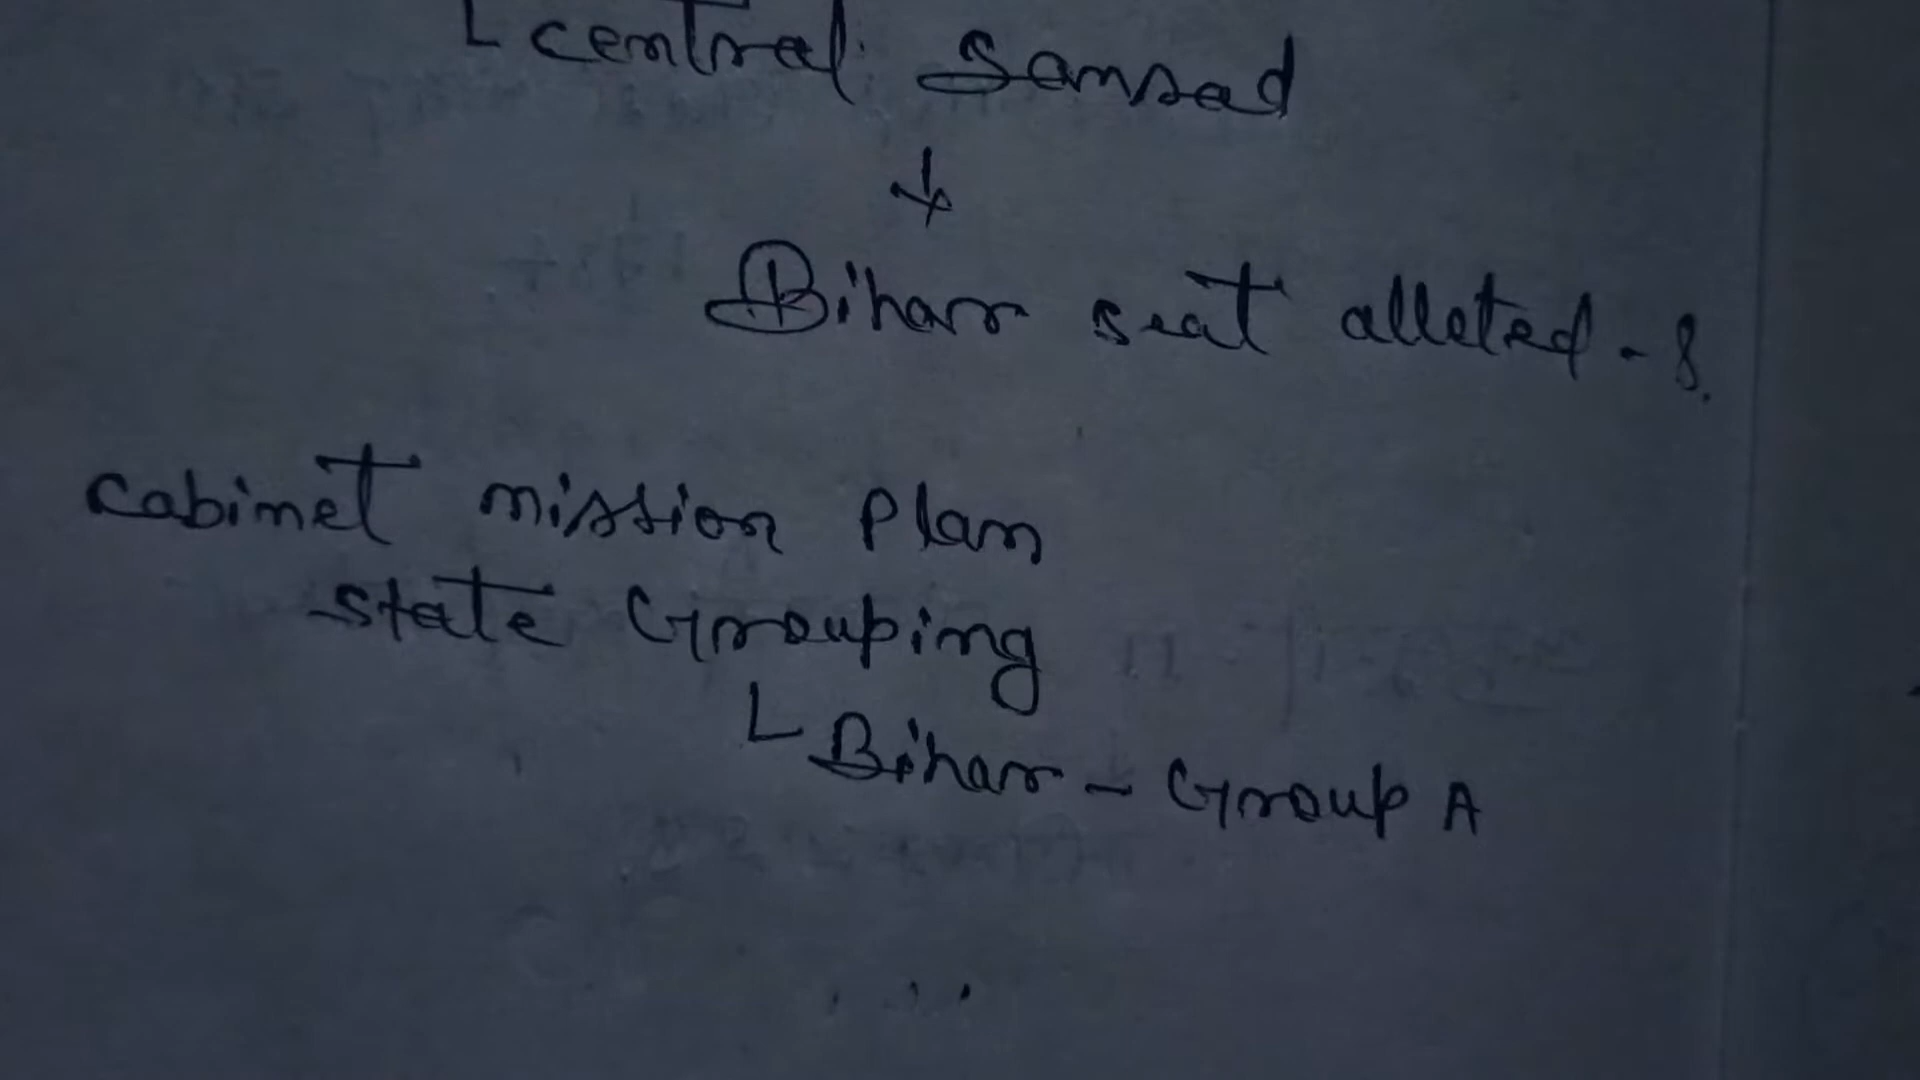 central Sansad
Bihar seat alloted - 8.
Cabinet mission plan
State Grouping
Bihar - Group A